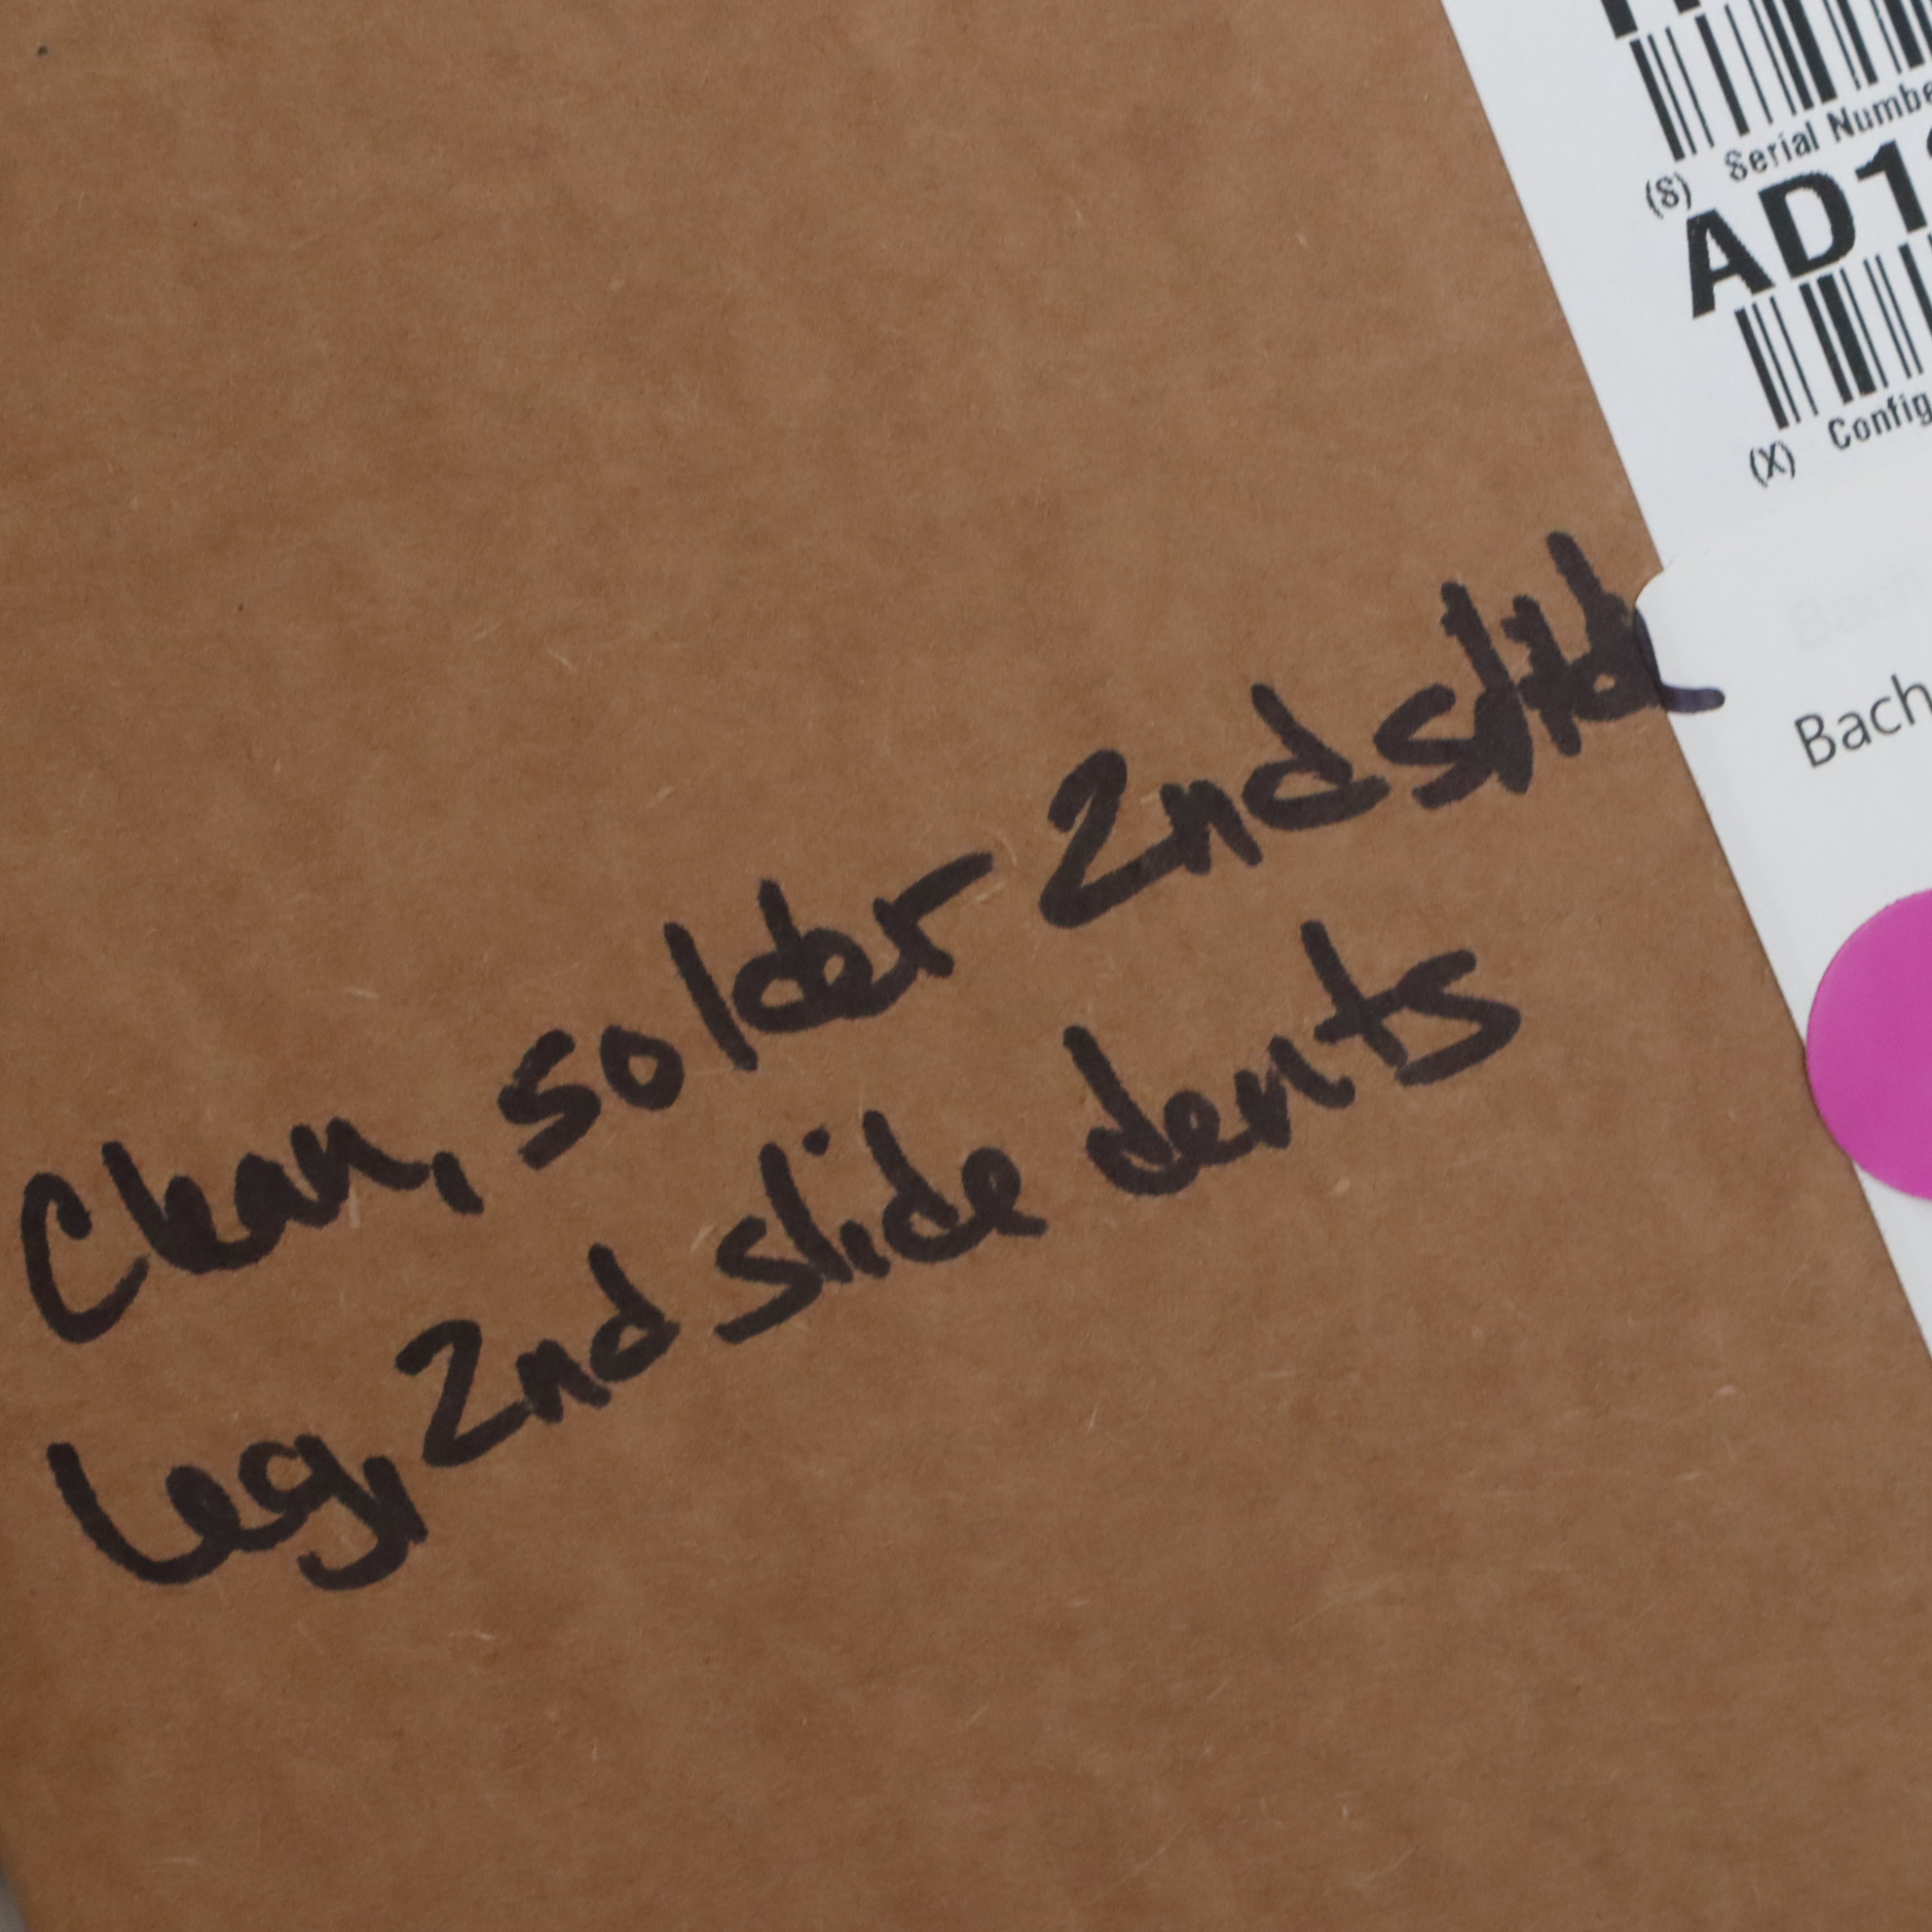 (S) Serial Numbe
AD1
(X) Config
Bach
Clean, solder 2nd slide
Leg, 2nd slide dents